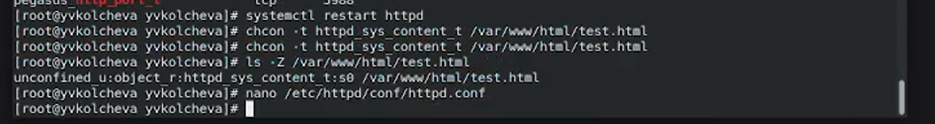 pegasus_http_port_t tcp 5988
[root@yvkolcheva yvkolcheva]# systemctl restart httpd
[root@yvkolcheva yvkolcheva]# chcon -t httpd_sys_content_t /var/www/html/test.html
[root@yvkolcheva yvkolcheva]# chcon -t httpd_sys_content_t /var/www/html/test.html
[root@yvkolcheva yvkolcheva]# ls -Z /var/www/html/test.html
unconfined_u:object_r:httpd_sys_content_t:s0 /var/www/html/test.html
[root@yvkolcheva yvkolcheva]# nano /etc/httpd/conf/httpd.conf
[root@yvkolcheva yvkolcheva]#